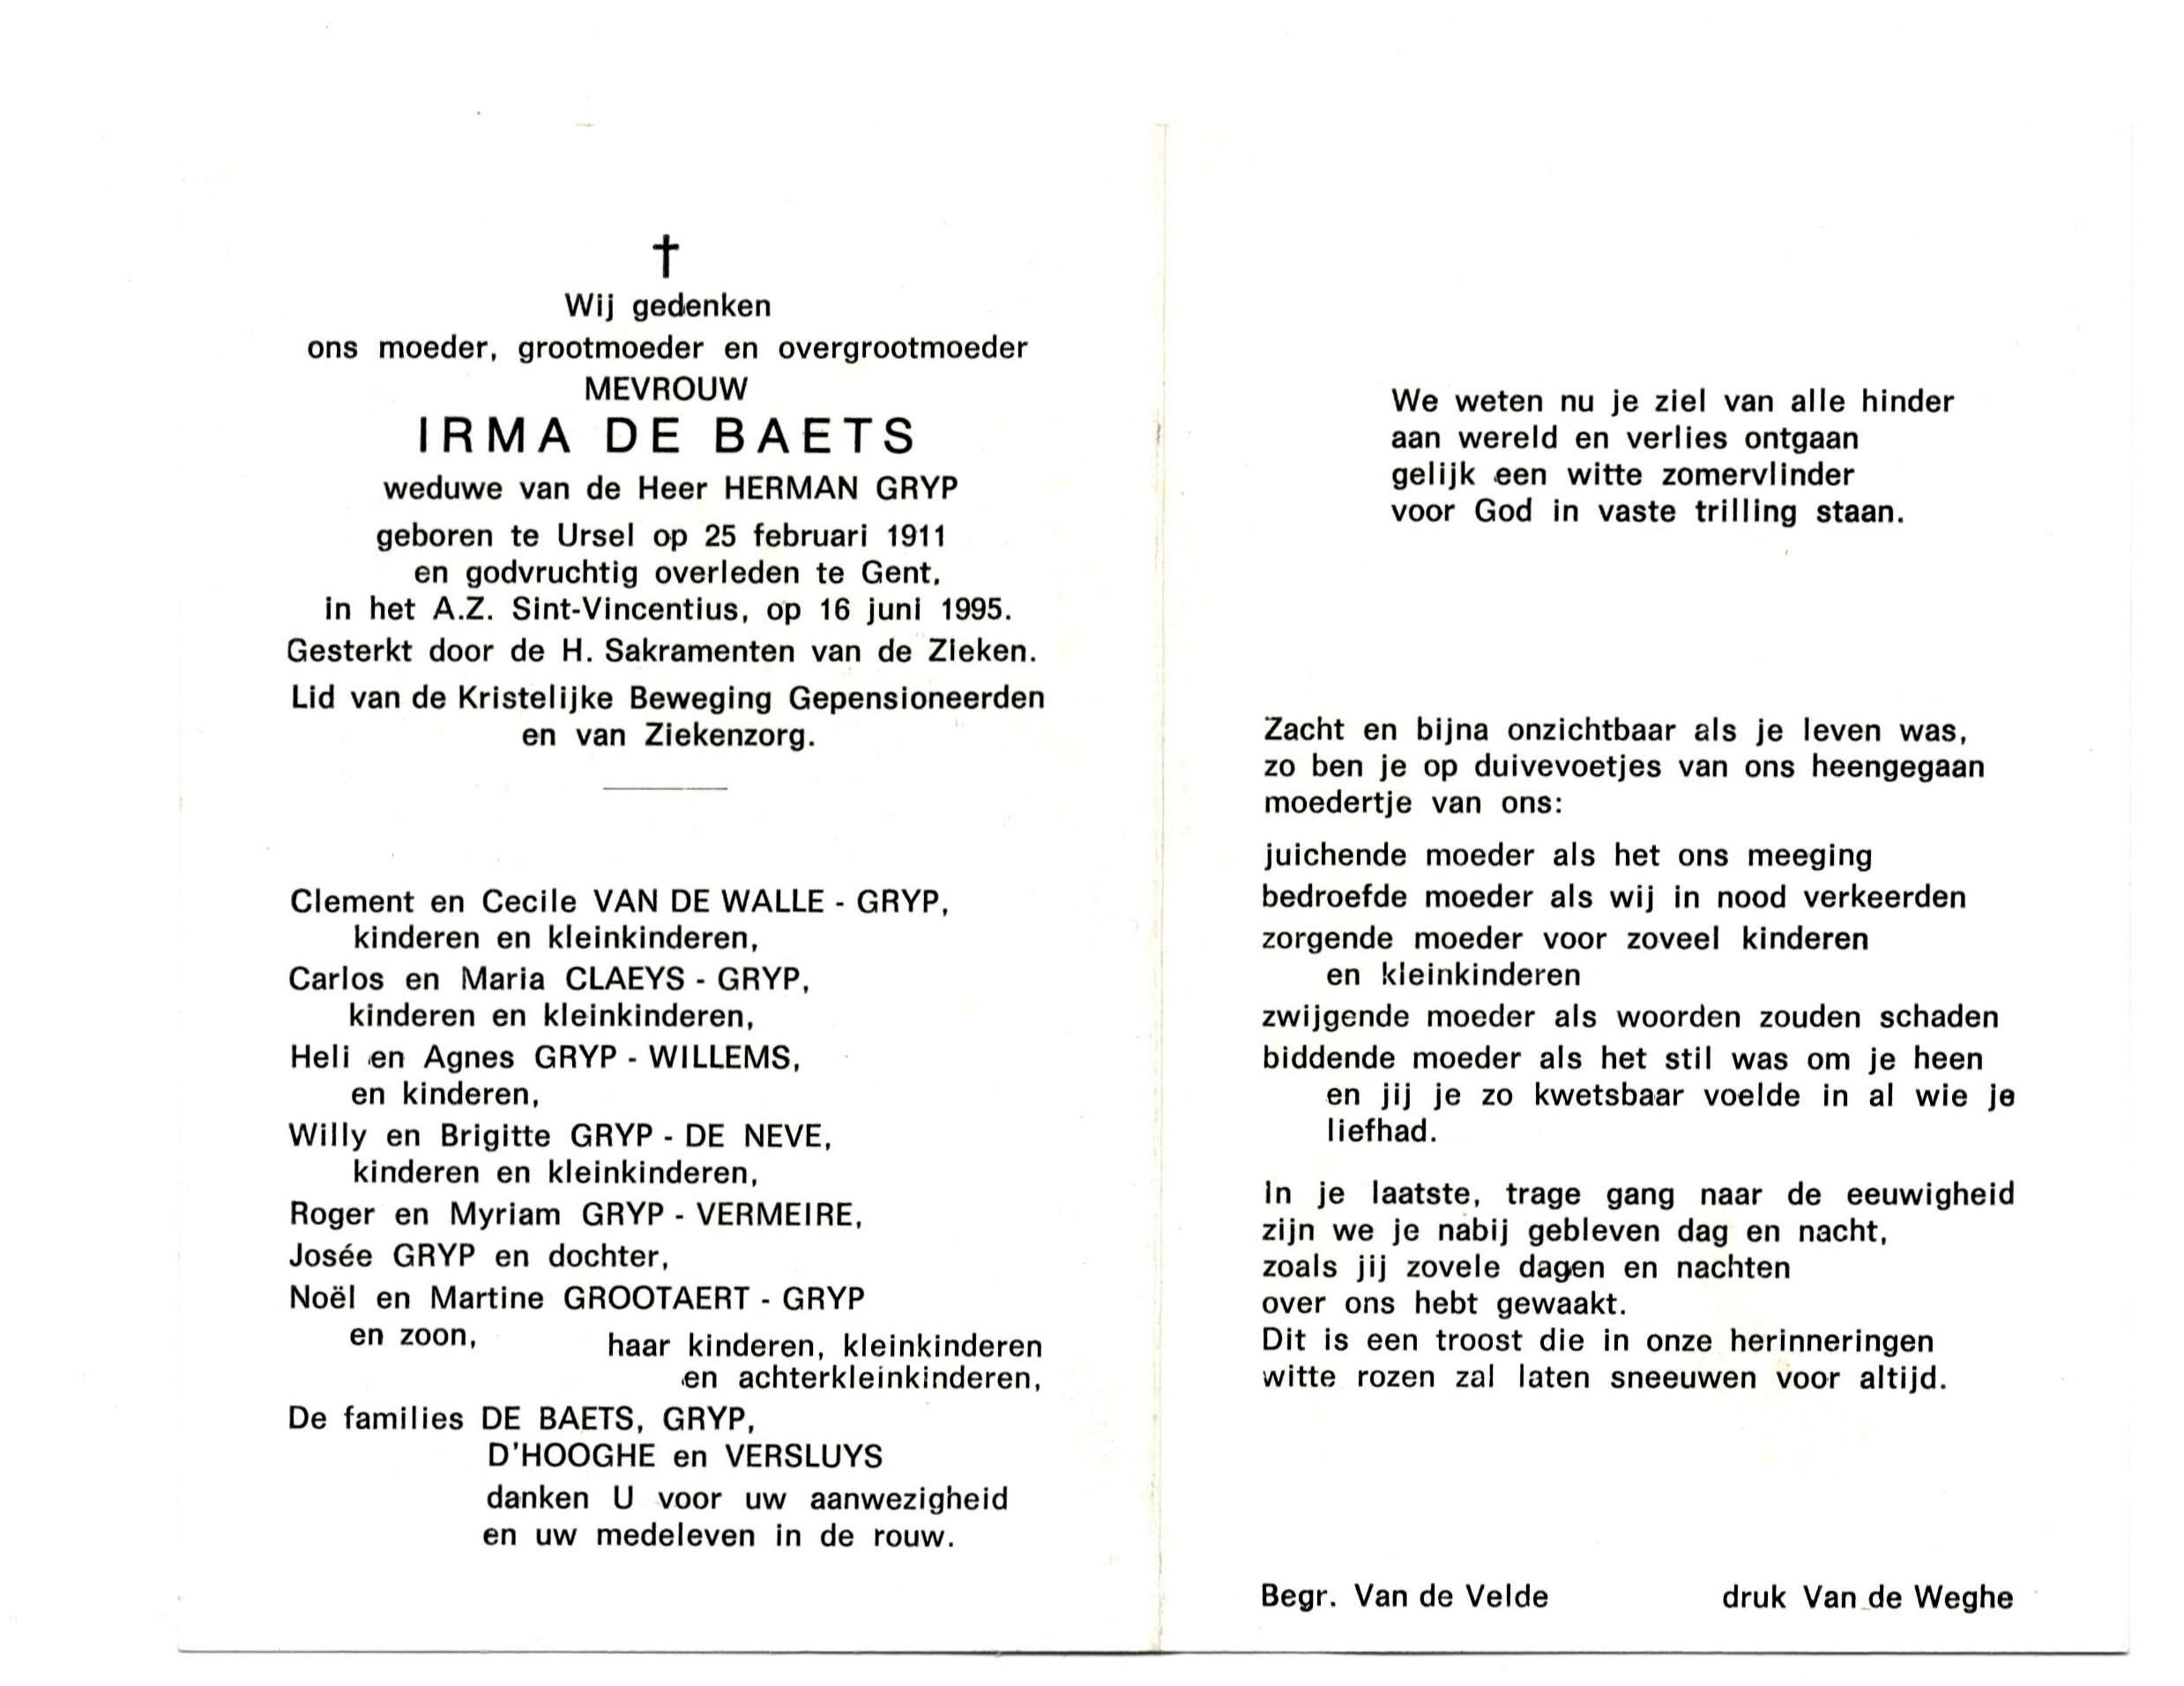 †
Wij gedenken
ons moeder, grootmoeder en overgrootmoeder
MEVROUW
IRMA DE BAETS
weduwe van de Heer HERMAN GRYP
geboren te Ursel op 25 februari 1911
en godvruchtig overleden te Gent,
in het A.Z. Sint-Vincentius, op 16 juni 1995.
Gesterkt door de H. Sakramenten van de Zieken.
Lid van de Kristelijke Beweging Gepensioneerden
en van Ziekenzorg.
Clement en Cecile VAN DE WALLE - GRYP,
kinderen en kleinkinderen,
Carlos en Maria CLAEYS - GRYP,
kinderen en kleinkinderen,
Heli en Agnes GRYP - WILLEMS,
en kinderen,
Willy en Brigitte GRYP - DE NEVE,
kinderen en kleinkinderen,
Roger en Myriam GRYP - VERMEIRE,
Josée GRYP en dochter,
Noël en Martine GROOTAERT - GRYP
en zoon,
haar kinderen, kleinkinderen
en achterkleinkinderen,
De families DE BAETS, GRYP,
D'HOOGHE en VERSLUYS
danken U voor uw aanwezigheid
en uw medeleven in de rouw.
We weten nu je ziel van alle hinder
aan wereld en verlies ontgaan
gelijk een witte zomervlinder
voor God in vaste trilling staan.
Zacht en bijna onzichtbaar als je leven was,
zo ben je op duivevoetjes van ons heengegaan
moedertje van ons:
juichende moeder als het ons meeging
bedroefde moeder als wij in nood verkeerden
zorgende moeder voor zoveel kinderen
en kleinkinderen
zwijgende moeder als woorden zouden schaden
biddende moeder als het stil was om je heen
en jij je zo kwetsbaar voelde in al wie je
liefhad.
In je laatste, trage gang naar de eeuwigheid
zijn we je nabij gebleven dag en nacht,
zoals jij zovele dagen en nachten
over ons hebt gewaakt.
Dit is een troost die in onze herinneringen
witte rozen zal laten sneeuwen voor altijd.
Begr. Van de Velde
druk Van de Weghe